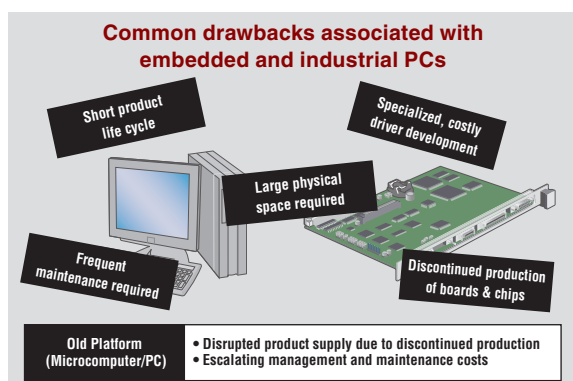 Common drawbacks associated with
embedded and industrial PCs
Short product
life cycle
Specialized, costly
driver development
Large physical
space required
Frequent
maintenance required
Discontinued production
of boards & chips
Old Platform
(Microcomputer/PC)
• Disrupted product supply due to discontinued production
• Escalating management and maintenance costs